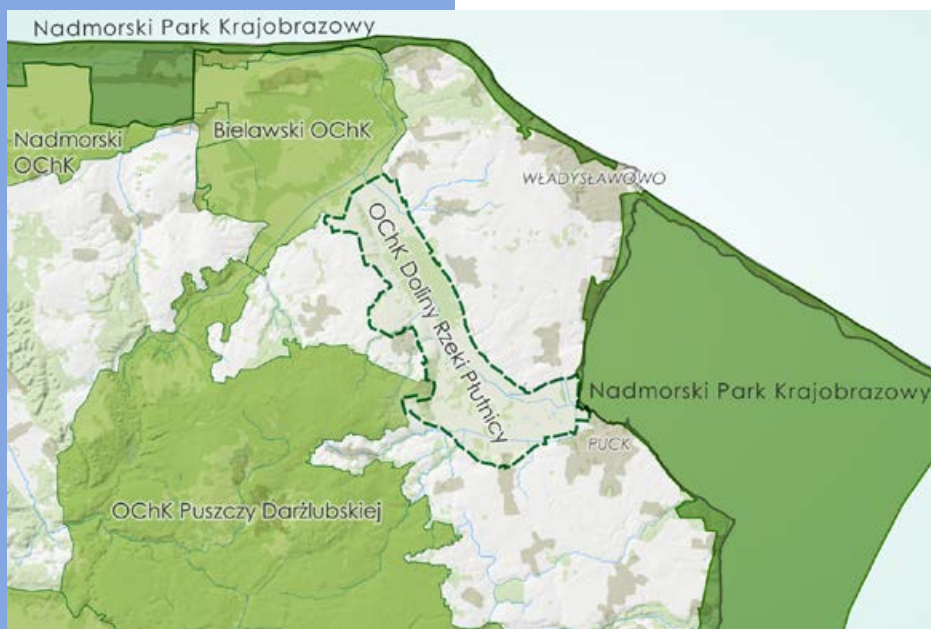 Nadmorski Park Krajobrazowy
Bielawski OChK
Nadmorski
OChK
WŁADYSŁAWOWO
OChK Doliny Rzeki Płutnicy
Nadmorski Park Krajobrazowy
PUCK
OChK Puszczy Darżlubskiej